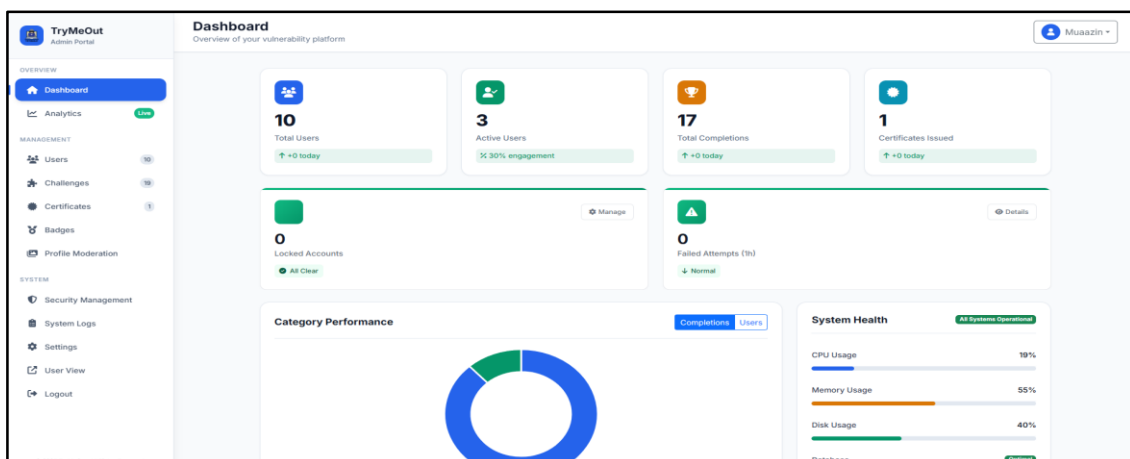 TryMeOut
Admin Portal
OVERVIEW
Dashboard
Analytics Live
MANAGEMENT
Users 10
Challenges 19
Certificates 1
Badges
Profile Moderation
SYSTEM
Security Management
System Logs
Settings
User View
Logout
Dashboard
Overview of your vulnerability platform
Muaazin
10
Total Users
↑ +0 today
3
Active Users
30% engagement
17
Total Completions
↑ +0 today
1
Certificates Issued
↑ +0 today
Manage
0
Locked Accounts
All Clear
Details
0
Failed Attempts (1h)
↓ Normal
Category Performance
Completions Users
System Health All Systems Operational
CPU Usage 19%
Memory Usage 55%
Disk Usage 40%
Database